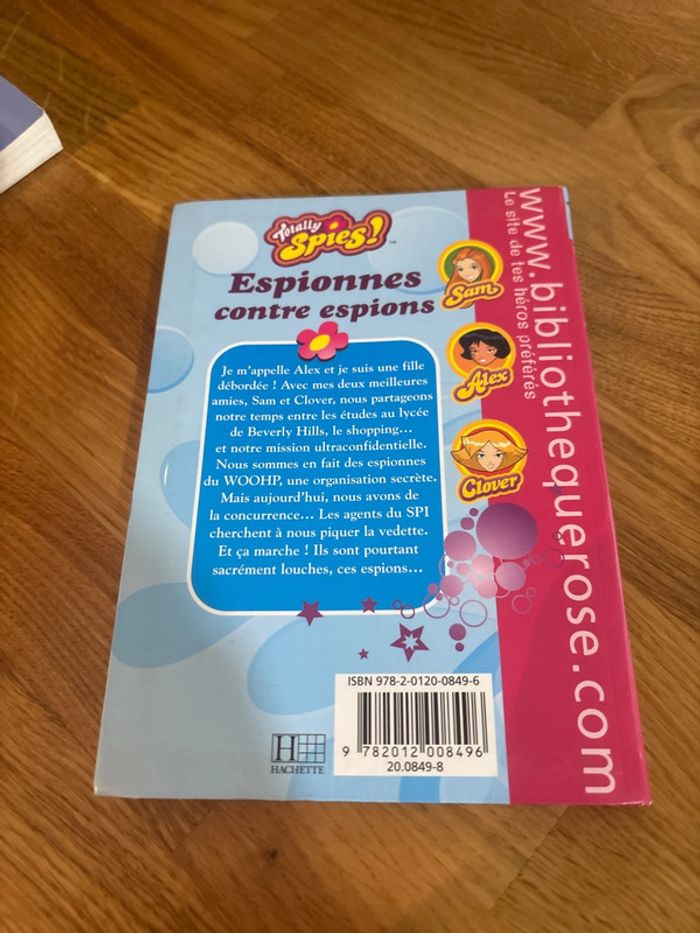 Totally
Spies!
TM
Espionnes
contre espions
Je m'appelle Alex et je suis une fille
débordée ! Avec mes deux meilleures
amies, Sam et Clover, nous partageons
notre temps entre les études au lycée
de Beverly Hills, le shopping...
et notre mission ultraconfidentielle.
Nous sommes en fait des espionnes
du WOOHP, une organisation secrète.
Mais aujourd'hui, nous avons de
la concurrence... Les agents du SPI
cherchent à nous piquer la vedette.
Et ça marche ! Ils sont pourtant
sacrément louches, ces espions...
Sam
Alex
Clover
www.bibliothequerose.com
Le site de tes héros préférés
ISBN 978-2-0120-0849-6
9 782012 008496
20.0849-8
H
HACHETTE